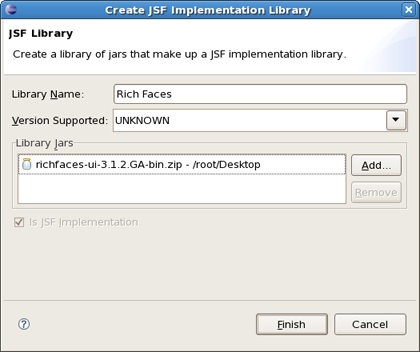 Create JSF Implementation Library
JSF Library
Create a library of jars that make up a JSF implementation library.
Library Name: Rich Faces
Version Supported: UNKNOWN
Library Jars
richfaces-ui-3.1.2.GA-bin.zip - /root/Desktop
Add...
Remove
Is JSF Implementation
?
Finish Cancel